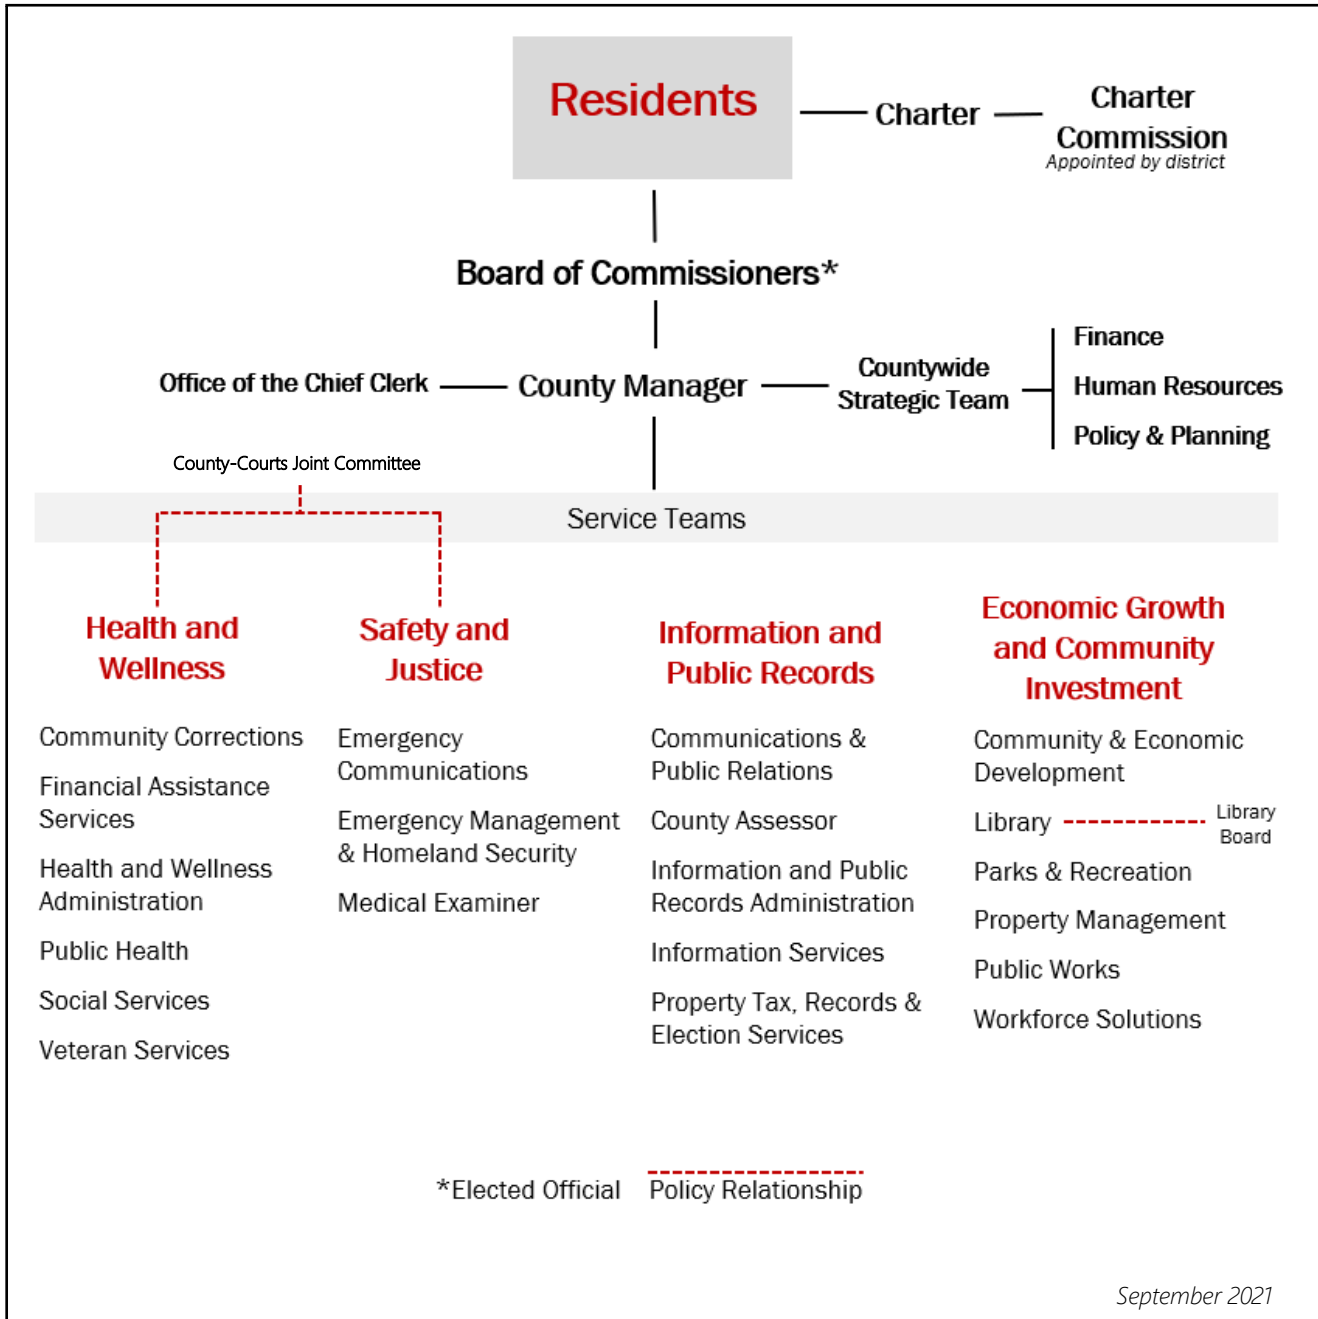 Residents
Charter
Charter
Commission
Appointed by district
Board of Commissioners*
Office of the Chief Clerk
County Manager
Countywide
Strategic Team
Finance
Human Resources
Policy & Planning
County-Courts Joint Committee
Service Teams
Health and
Wellness
Community Corrections
Financial Assistance
Services
Health and Wellness
Administration
Public Health
Social Services
Veteran Services
Safety and
Justice
Emergency
Communications
Emergency Management
& Homeland Security
Medical Examiner
Information and
Public Records
Communications &
Public Relations
County Assessor
Information and Public
Records Administration
Information Services
Property Tax, Records &
Election Services
Economic Growth
and Community
Investment
Community & Economic
Development
Library
Library
Board
Parks & Recreation
Property Management
Public Works
Workforce Solutions
*Elected Official
Policy Relationship
September 2021